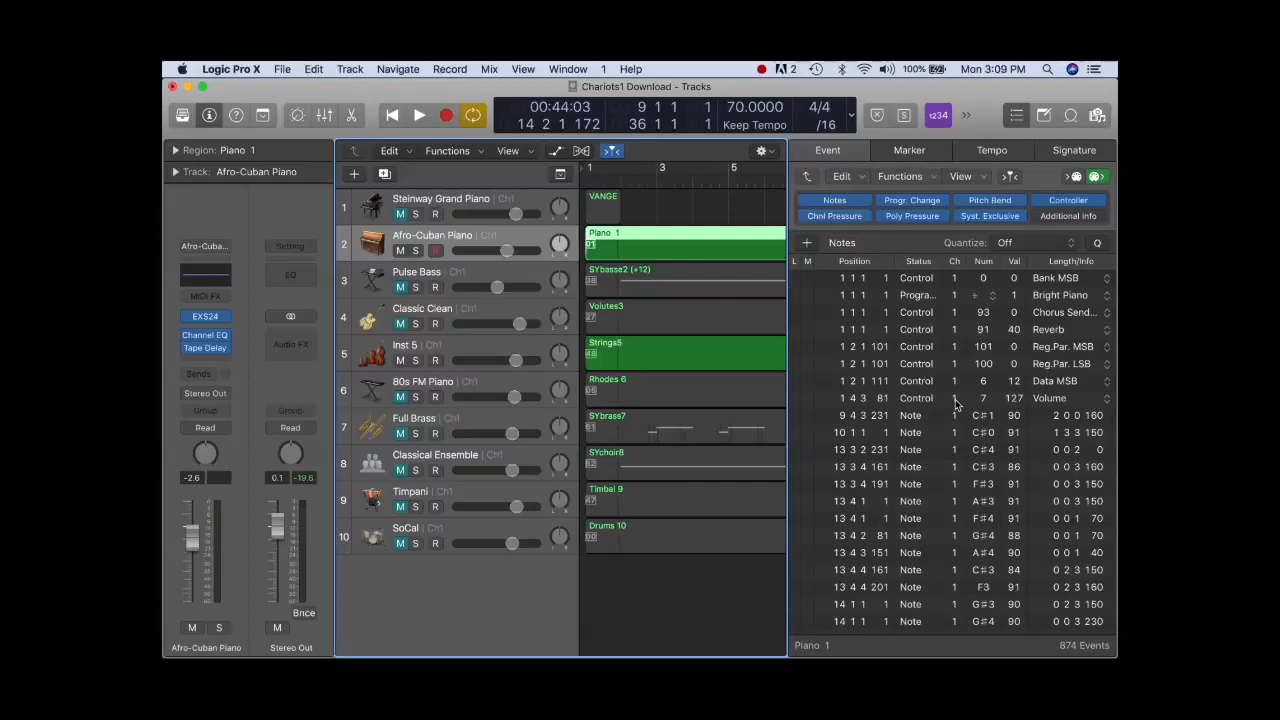 Logic Pro X File Edit Track Navigate Record Mix View Window 1 Help 2 100% Mon 3:09 PM
Chariots1 Download - Tracks
00:44:03 9 1 1 1 70.0000 4/4
14 2 1 172 36 1 1 1 Keep Tempo /16
1234
Region: Piano 1
Track: Afro-Cuban Piano
Edit Functions View
1 3 5
Event Marker Tempo Signature
Edit Functions View
Notes Progr. Change Pitch Bend Controller
Chnl Pressure Poly Pressure Syst. Exclusive Additional Info
Notes Quantize: Off Q
L M Position Status Ch Num Val Length/Info
1 1 1 1 Control 1 0 0 Bank MSB
1 1 1 1 Progra... 1 ÷ 1 Bright Piano
1 1 1 1 Control 1 93 0 Chorus Send...
1 1 1 1 Control 1 91 40 Reverb
1 2 1 101 Control 1 101 0 Reg.Par. MSB
1 2 1 101 Control 1 100 0 Reg.Par. LSB
1 2 1 111 Control 1 6 12 Data MSB
1 4 3 81 Control 1 7 127 Volume
9 4 3 231 Note 1 C♯1 90 2 0 0 160
10 1 1 1 Note 1 C♯0 91 1 3 3 150
13 3 2 231 Note 1 C♯4 91 0 0 2 0
13 3 4 161 Note 1 C♯3 86 0 0 3 160
13 3 4 191 Note 1 F♯3 91 0 0 3 150
13 4 1 1 Note 1 A♯3 91 0 0 3 150
13 4 1 1 Note 1 F♯4 91 0 0 1 70
13 4 2 81 Note 1 G♯4 88 0 0 1 70
13 4 3 151 Note 1 A♯4 90 0 0 1 40
13 4 4 161 Note 1 C♯3 84 0 2 3 150
13 4 4 201 Note 1 F3 91 0 2 3 160
14 1 1 1 Note 1 G♯3 90 0 2 3 150
14 1 1 1 Note 1 G♯4 90 0 0 3 230
Piano 1 874 Events
1 Steinway Grand Piano | Ch1
M S R
VANGE
2 Afro-Cuban Piano | Ch1
M S R
Piano 1
01
3 Pulse Bass | Ch1
M S R
SYbasse2 (+12)
38
4 Classic Clean | Ch1
M S R
Volutes3
27
5 Inst 5 | Ch1
M S R
Strings5
48
6 80s FM Piano | Ch1
M S R
Rhodes 6
06
7 Full Brass | Ch1
M S R
SYbrass7
61
8 Classical Ensemble | Ch1
M S R
SYchoir8
52
9 Timpani | Ch1
M S R
Timbal 9
47
10 SoCal | Ch1
M S R
Drums 10
00
Afro-Cuba... Setting
EQ
MIDI FX
EXS24
Channel EQ
Tape Delay
Audio FX
Sends
Stereo Out
Group Group
Read Read
-2.6 0.1 -19.6
Bnce
M S M
Afro-Cuban Piano Stereo Out